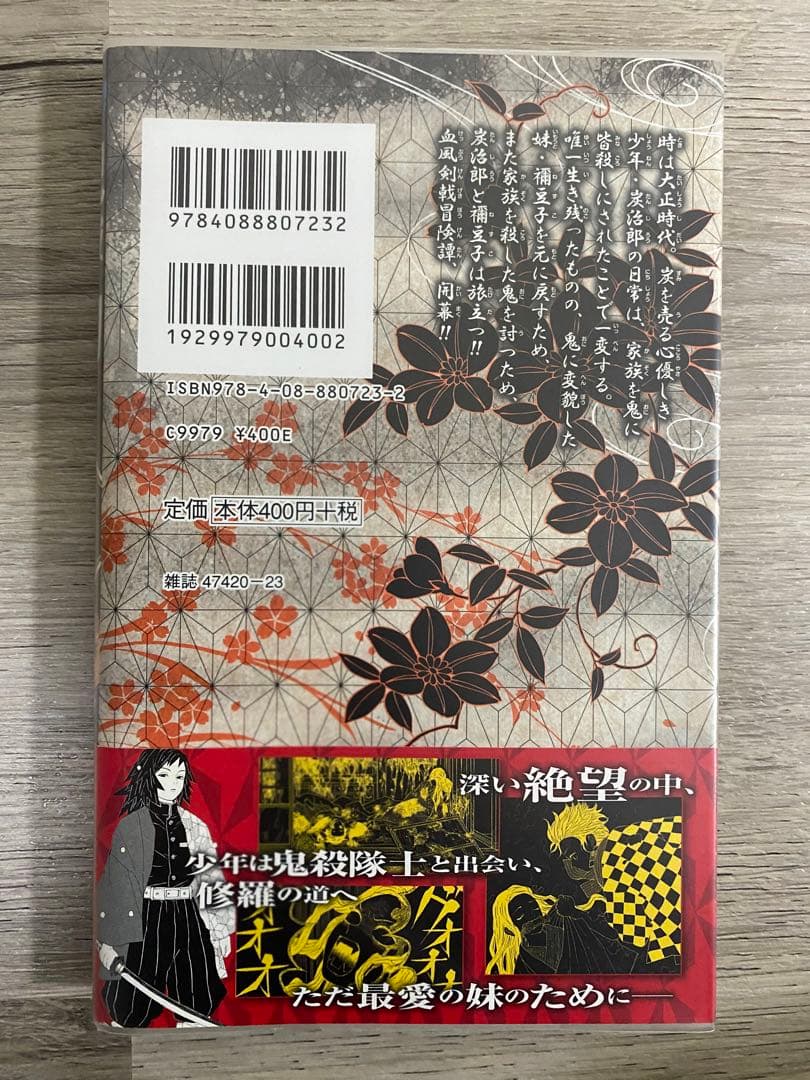 時は大正時代。炭を売る心優しき
少年・炭治郎の日常は、家族を鬼に
皆殺しにされたことで一変する。
唯一生き残ったものの、鬼に変貌した
妹・禰豆子を元に戻すため、
また家族を殺した鬼を討つため、
炭治郎と禰豆子は旅立つ!!
血風剣戟冒険譚、開幕!!
9784088807232
1929979004002
ISBN978-4-08-880723-2
C9979 ¥400E
定価 本体400円+税
雑誌 47420-23
深い絶望の中、
少年は鬼殺隊士と出会い、
修羅の道へ
ただ最愛の妹のために──